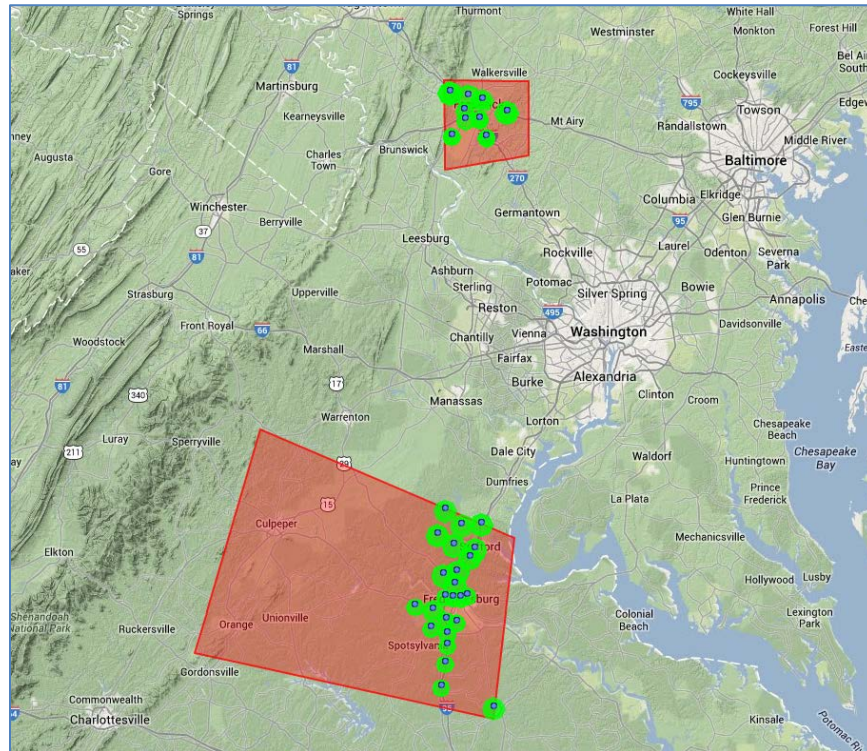 Berkeley
Springs
Thurmont
70
White Hall
Westminster
Monkton
Forest Hill
81
Walkersville
Cockeysville
Bel Air
South
Martinsburg
795
Towson
Edge
Kearneysville
Randallstown
Middle River
Mt Airy
Augusta
Charles
Town
Brunswick
Baltimore
Gore
270
Columbia
Elkridge
95
Glen Burnie
Winchester
37
Berryville
Germantown
Leesburg
Rockville
Laurel
Odenton
Severna
Park
55
81
Ashburn
Sterling
Potomac
Bowie
Strasburg
Upperville
Reston
495
Silver Spring
Annapolis
Front Royal
66
Chantilly
Vienna
Washington
Davidsonville
Woodstock
Marshall
Fairfax
81
17
Burke
Alexandria
Clinton
340
Manassas
Croom
Warrenton
Lorton
Chesapeake
Beach
Luray
Sperryville
211
29
Dale City
Waldorf
Huntingtown
Chesapeake
Bay
Dumfries
Prince
Frederick
15
La Plata
Culpeper
Mechanicsville
Elkton
Hollywood
Lusby
Shenandoah
National Park
Ruckersville
Orange
Unionville
Colonial
Beach
Lexington
Park
Spotsylvania
Gordonsville
Commonwealth
Charlottesville
95
Kinsale
Potomac